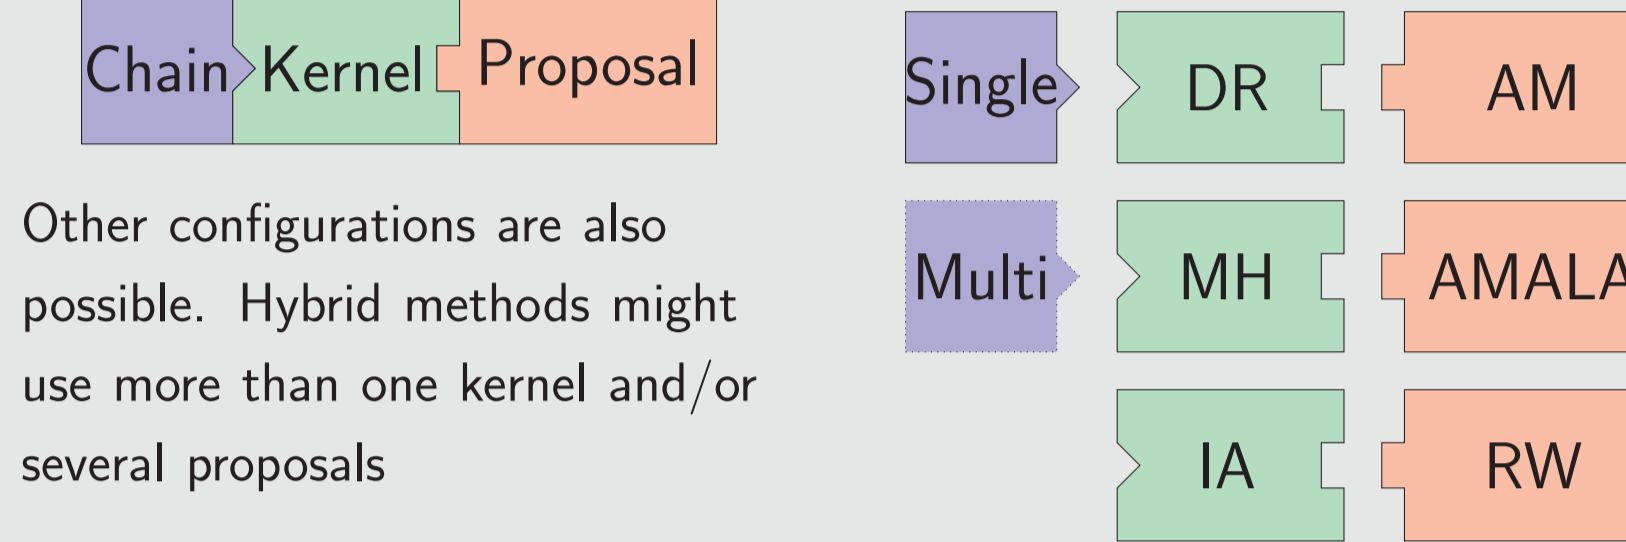 Chain Kernel Proposal
Other configurations are also
possible. Hybrid methods might
use more than one kernel and/or
several proposals
Single DR AM
Multi MH AMALA
IA RW